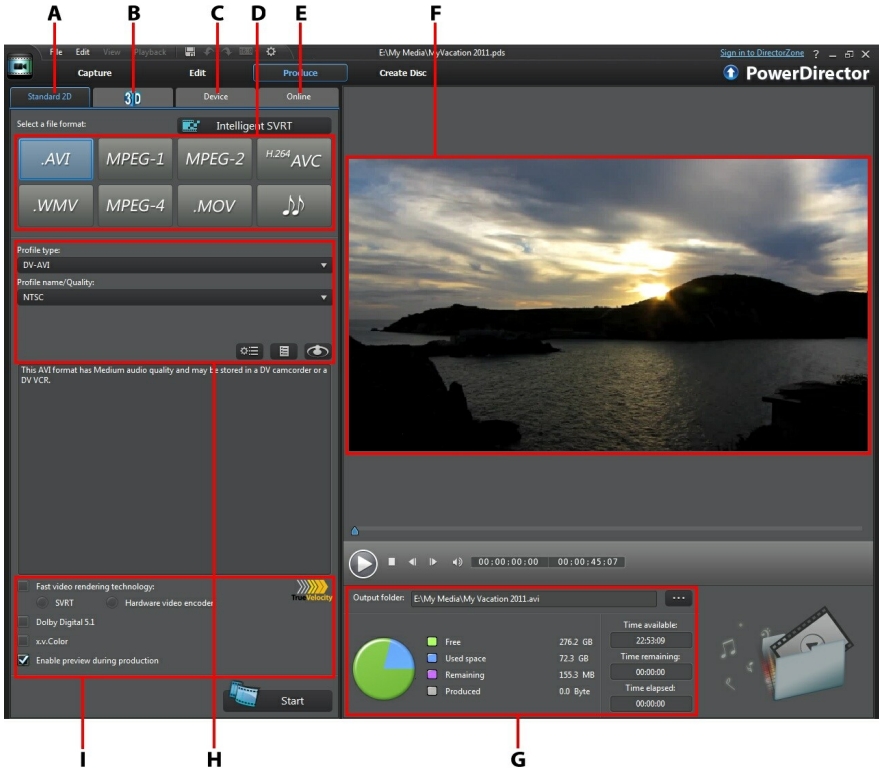 A B C D E F
File Edit View Playback
E:\My Media\MyVacation 2011.pds
Sign in to DirectorZone ?
Capture Edit Produce Create Disc
PowerDirector
Standard 2D 3D Device Online
Select a file format:
Intelligent SVRT
.AVI MPEG-1 MPEG-2 H.264 AVC
.WMV MPEG-4 .MOV
Profile type:
DV-AVI
Profile name/Quality:
NTSC
This AVI format has Medium audio quality and may be stored in a DV camcorder or a
DV VCR.
00:00:00:00 00:00:45:07
Fast video rendering technology:
TrueVelocity
SVRT Hardware video encoder
Dolby Digital 5.1
x.v.Color
Enable preview during production
Start
Output folder: E:\My Media\My Vacation 2011.avi ...
Free 276.2 GB
Used space 72.3 GB
Remaining 155.3 MB
Produced 0.0 Byte
Time available:
22:53:09
Time remaining:
00:00:00
Time elapsed:
00:00:00
I H G